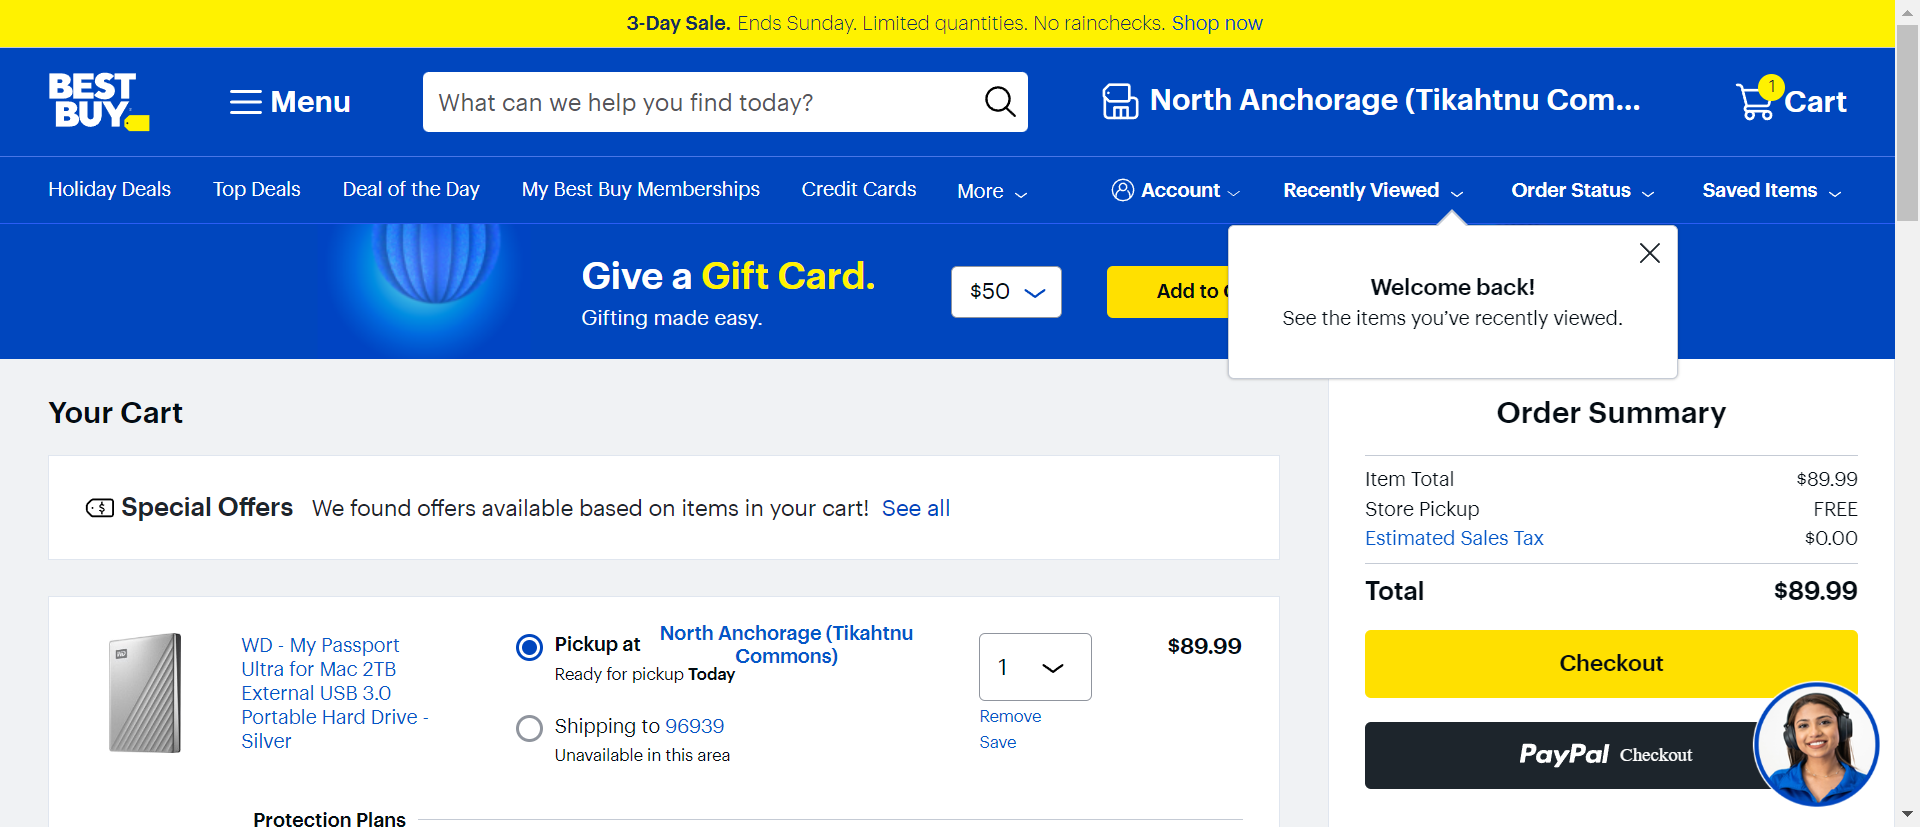 3-Day Sale. Ends Sunday. Limited quantities. No rainchecks. Shop now
BEST BUY
Menu
What can we help you find today?
North Anchorage (Tikahtnu Com...
1
Cart
Holiday Deals
Top Deals
Deal of the Day
My Best Buy Memberships
Credit Cards
More
Account
Recently Viewed
Order Status
Saved Items
Give a Gift Card.
Gifting made easy.
$50
Add to
Welcome back!
See the items you’ve recently viewed.
Your Cart
Special Offers We found offers available based on items in your cart! See all
WD
WD - My Passport
Ultra for Mac 2TB
External USB 3.0
Portable Hard Drive -
Silver
Pickup at North Anchorage (Tikahtnu
Commons)
Ready for pickup Today
Shipping to 96939
Unavailable in this area
1
Remove
Save
$89.99
Protection Plans
Order Summary
Item Total $89.99
Store Pickup FREE
Estimated Sales Tax $0.00
Total $89.99
Checkout
PayPal Checkout